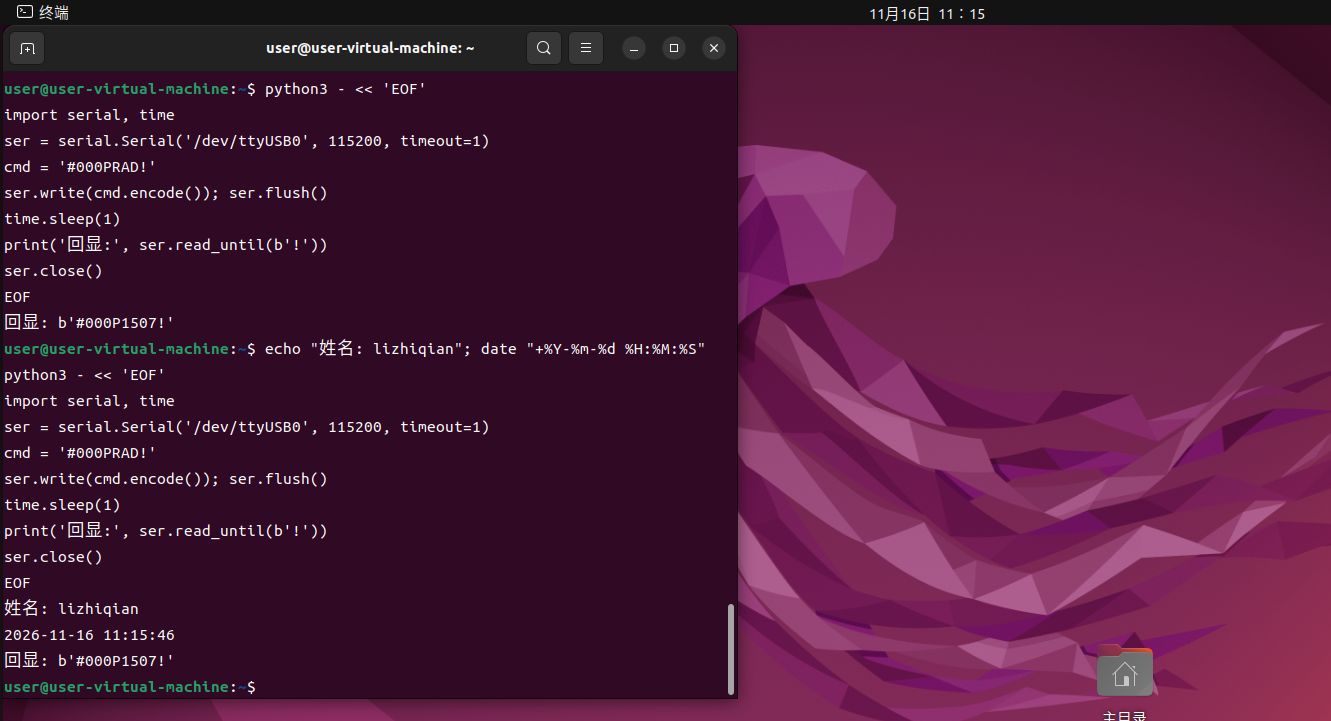 终端
11月16日 11：15
user@user-virtual-machine: ~
user@user-virtual-machine:~$ python3 - << 'EOF'
import serial, time
ser = serial.Serial('/dev/ttyUSB0', 115200, timeout=1)
cmd = '#000PRAD!'
ser.write(cmd.encode()); ser.flush()
time.sleep(1)
print('回显:', ser.read_until(b'!'))
ser.close()
EOF
回显: b'#000P1507!'
user@user-virtual-machine:~$ echo "姓名: lizhiqian"; date "+%Y-%m-%d %H:%M:%S"
python3 - << 'EOF'
import serial, time
ser = serial.Serial('/dev/ttyUSB0', 115200, timeout=1)
cmd = '#000PRAD!'
ser.write(cmd.encode()); ser.flush()
time.sleep(1)
print('回显:', ser.read_until(b'!'))
ser.close()
EOF
姓名: lizhiqian
2026-11-16 11:15:46
回显: b'#000P1507!'
user@user-virtual-machine:~$
主目录